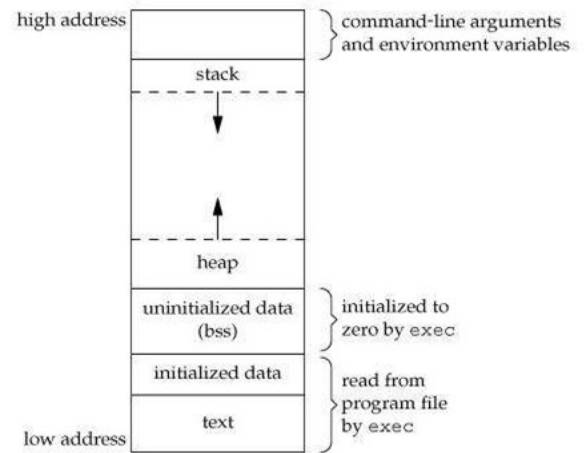 high address
command-line arguments
and environment variables
stack
heap
uninitialized data
(bss)
initialized to
zero by exec
initialized data
read from
program file
by exec
text
low address